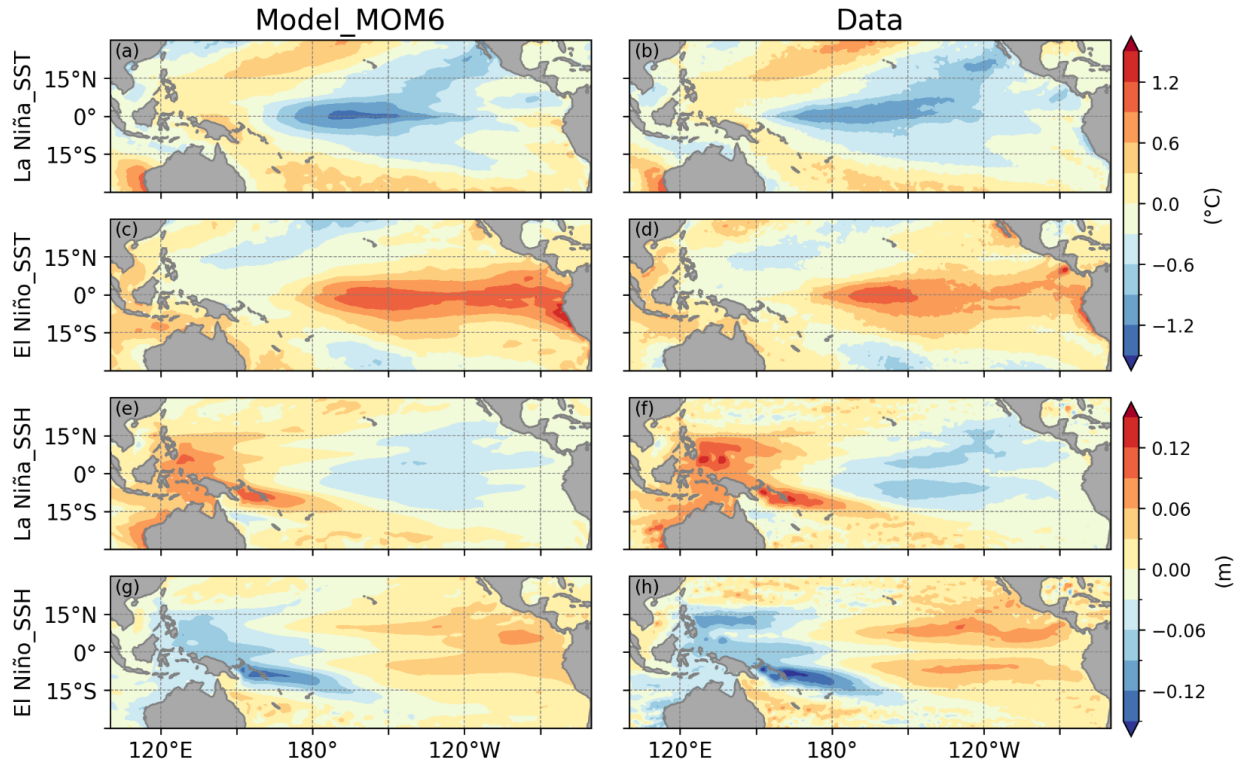 Model_MOM6 Data
La Niña_SST (a) (b)
15°N
0°
15°S
El Niño_SST (c) (d)
15°N
0°
15°S
1.2
0.6
0.0
−0.6
−1.2
(°C)
La Niña_SSH (e) (f)
15°N
0°
15°S
El Niño_SSH (g) (h)
15°N
0°
15°S
0.12
0.06
0.00
−0.06
−0.12
(m)
120°E 180° 120°W 120°E 180° 120°W